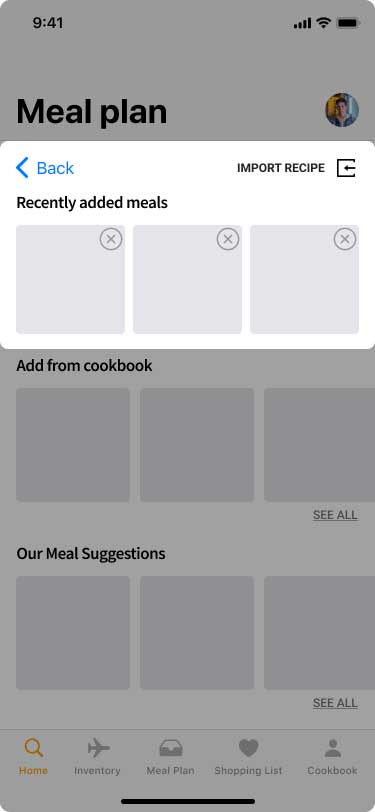 9:41
Meal plan
Back
IMPORT RECIPE
Recently added meals
Add from cookbook
SEE ALL
Our Meal Suggestions
SEE ALL
Home
Inventory
Meal Plan
Shopping List
Cookbook